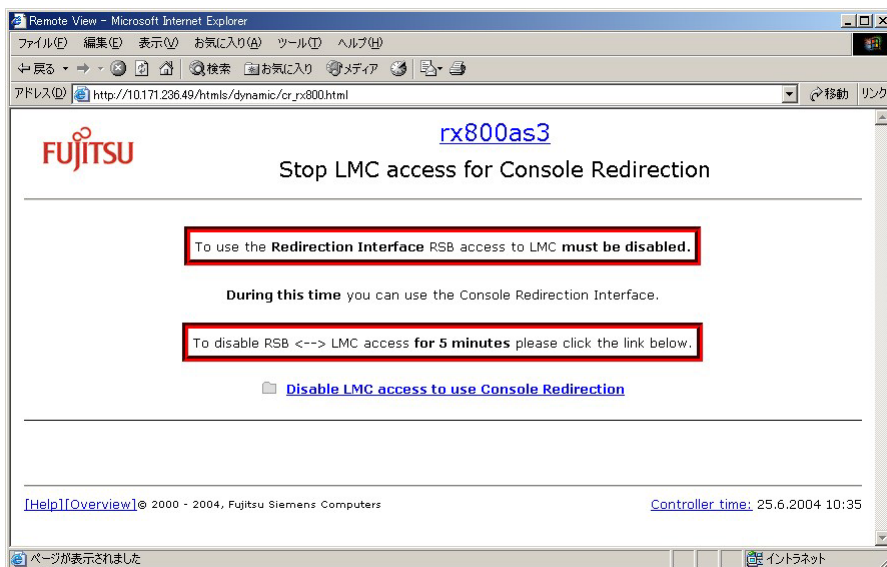 Remote View - Microsoft Internet Explorer
ファイル(F) 編集(E) 表示(V) お気に入り(A) ツール(T) ヘルプ(H)
戻る 検索 お気に入り メディア
アドレス(D) http://10.171.236.49/htmls/dynamic/cr_rx800.html 移動 リンク
FUJITSU
rx800as3
Stop LMC access for Console Redirection
To use the Redirection Interface RSB access to LMC must be disabled.
During this time you can use the Console Redirection Interface.
To disable RSB <--> LMC access for 5 minutes please click the link below.
Disable LMC access to use Console Redirection
[Help][Overview]© 2000 - 2004, Fujitsu Siemens Computers Controller time: 25.6.2004 10:35
ページが表示されました イントラネット